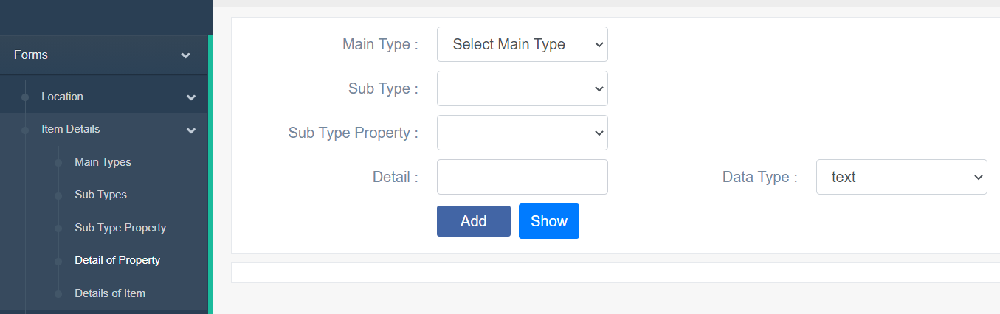 Forms
Location
Item Details
Main Types
Sub Types
Sub Type Property
Detail of Property
Details of Item
Main Type : Select Main Type
Sub Type :
Sub Type Property :
Detail : Data Type : text
Add Show